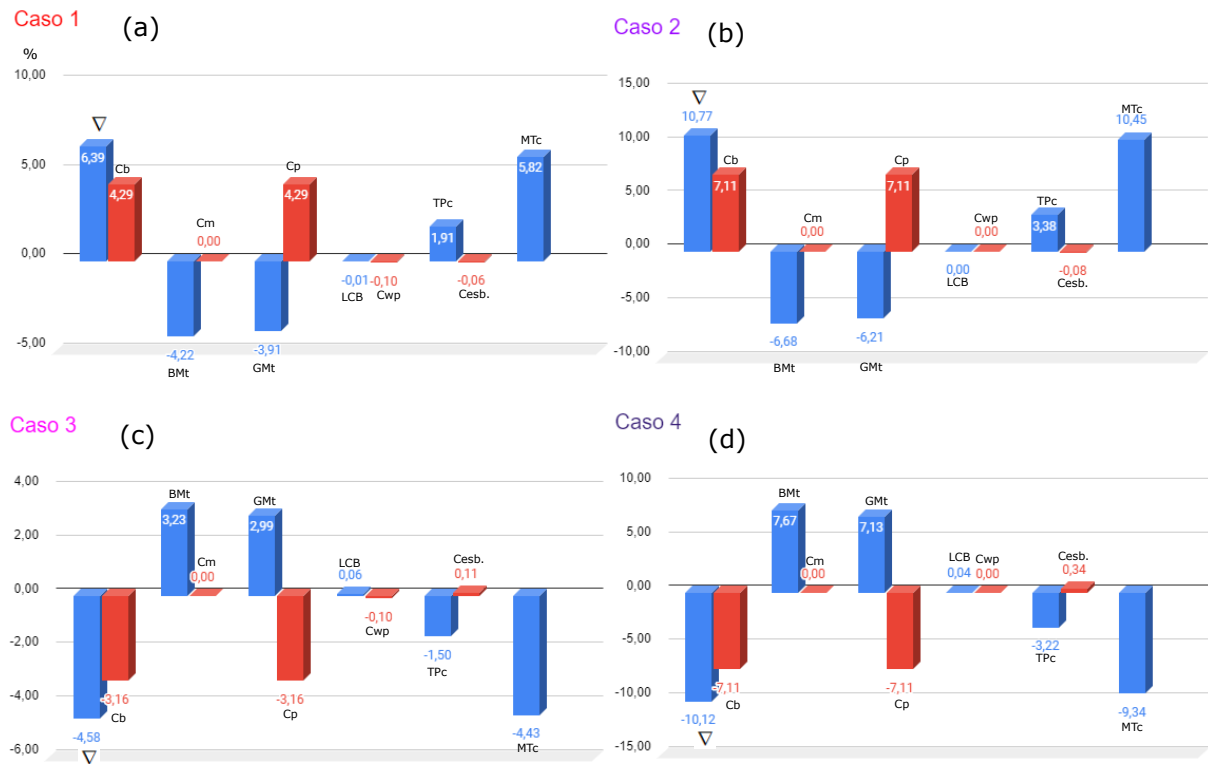 Caso 1
(a)
%
10,00
5,00
0,00
-5,00
▽
6,39
Cb
4,29
-4,22
BMt
Cm
0,00
-3,91
GMt
Cp
4,29
-0,01
LCB
-0,10
Cwp
TPc
1,91
-0,06
Cesb.
MTc
5,82
Caso 2
(b)
15,00
10,00
5,00
0,00
-5,00
-10,00
▽
10,77
Cb
7,11
-6,68
BMt
Cm
0,00
-6,21
GMt
Cp
7,11
0,00
LCB
Cwp
0,00
TPc
3,38
-0,08
Cesb.
MTc
10,45
Caso 3
(c)
4,00
2,00
0,00
-2,00
-4,00
-6,00
-4,58
▽
-3,16
Cb
BMt
3,23
Cm
0,00
GMt
2,99
-3,16
Cp
LCB
0,06
-0,10
Cwp
-1,50
TPc
Cesb.
0,11
-4,43
MTc
Caso 4
(d)
10,00
5,00
0,00
-5,00
-10,00
-15,00
-10,12
▽
-7,11
Cb
BMt
7,67
Cm
0,00
GMt
7,13
-7,11
Cp
LCB
0,04
Cwp
0,00
-3,22
TPc
Cesb.
0,34
-9,34
MTc